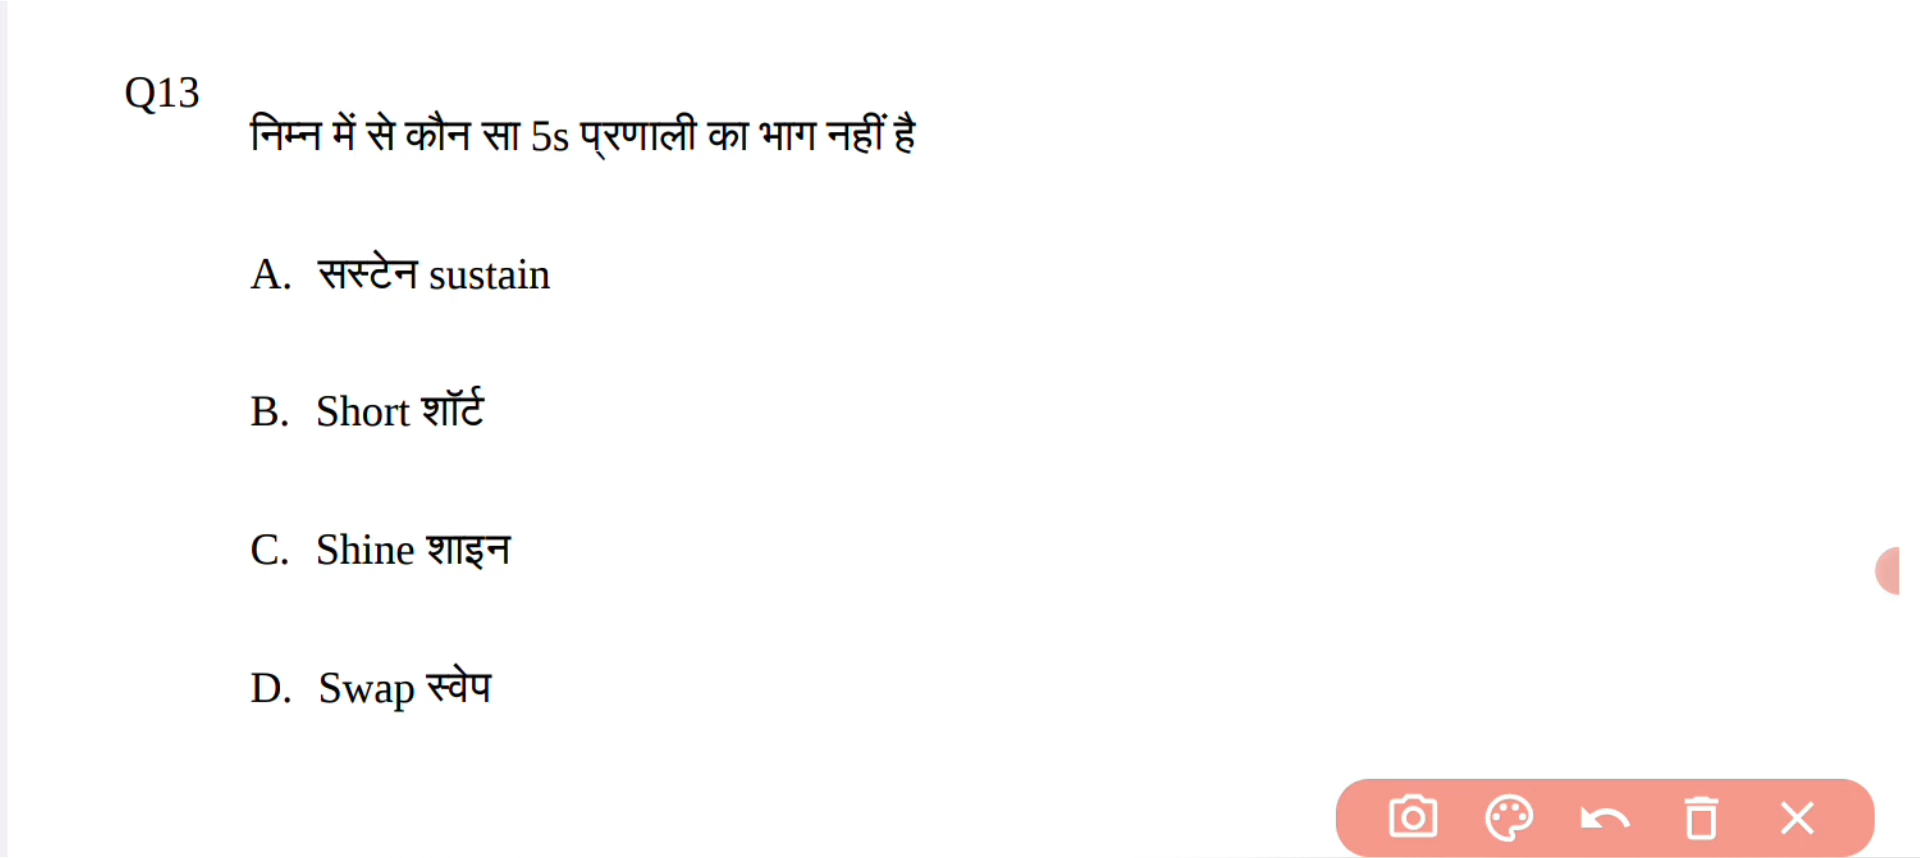 Q13
निम्न में से कौन सा 5s प्रणाली का भाग नहीं है
A. सस्टेन sustain
B. Short शॉर्ट
C. Shine शाइन
D. Swap स्वेप